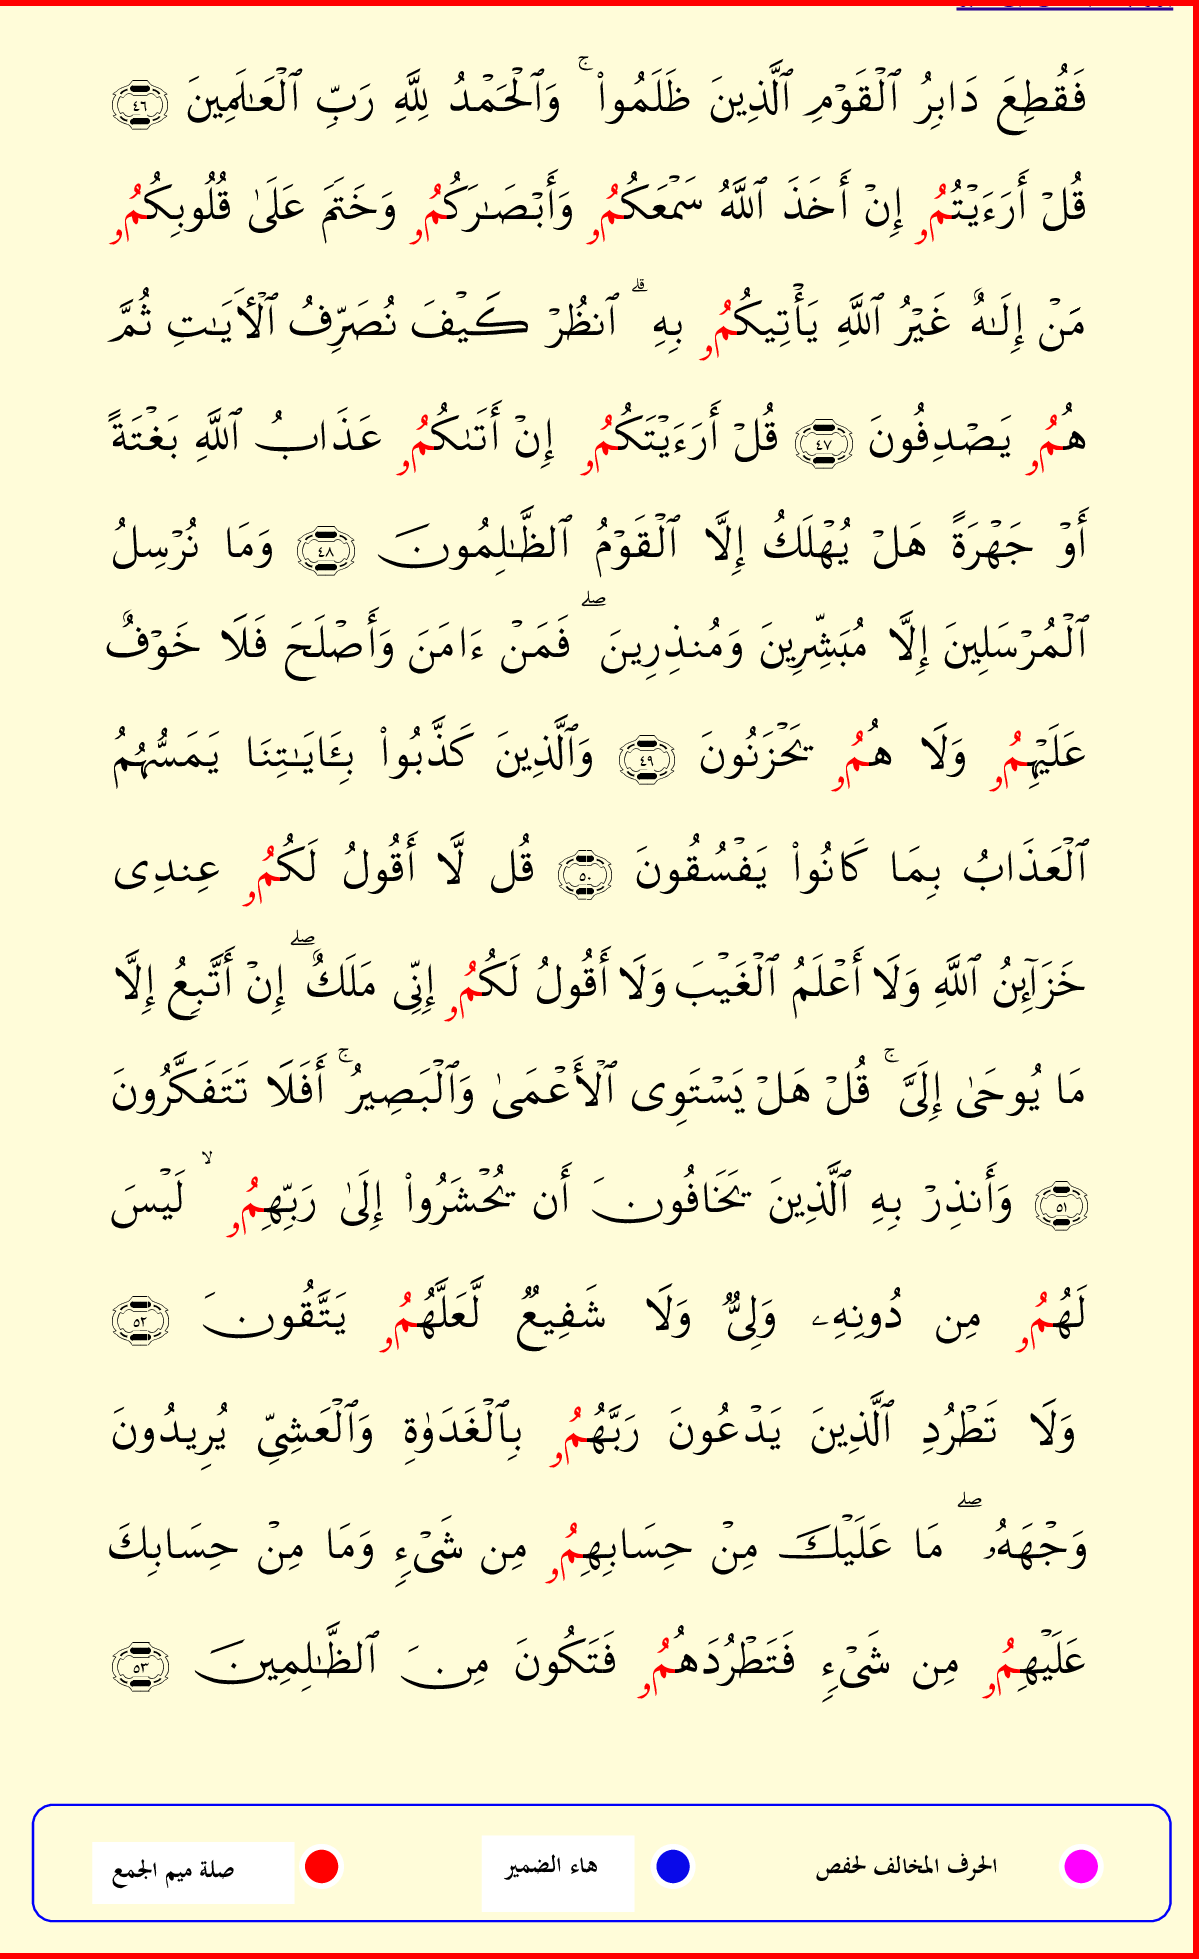 فَقُطِعَ دَابِرُ ٱلْقَوْمِ ٱلَّذِينَ ظَلَمُوا۟ ۚ وَٱلْحَمْدُ لِلَّهِ رَبِّ ٱلْعَـٰلَمِينَ ٤٦
قُلْ أَرَءَيْتُمُۥ إِنْ أَخَذَ ٱللَّهُ سَمْعَكُمُۥ وَأَبْصَـٰرَكُمُۥ وَخَتَمَ عَلَىٰ قُلُوبِكُمُۥ
مَنْ إِلَـٰهٌ غَيْرُ ٱللَّهِ يَأْتِيكُمُۥ بِهِ ۗ ٱنظُرْ كَيْفَ نُصَرِّفُ ٱلْأَيَـٰتِ ثُمَّ
هُمُۥ يَصْدِفُونَ ٤٧ قُلْ أَرَءَيْتَكُمُۥ إِنْ أَتَىٰكُمُۥ عَذَابُ ٱللَّهِ بَغْتَةً
أَوْ جَهْرَةً هَلْ يُهْلَكُ إِلَّا ٱلْقَوْمُ ٱلظَّـٰلِمُونَ ٤٨ وَمَا نُرْسِلُ
ٱلْمُرْسَلِينَ إِلَّا مُبَشِّرِينَ وَمُنذِرِينَ ۖ فَمَنْ ءَامَنَ وَأَصْلَحَ فَلَا خَوْفٌ
عَلَيْهِمُۥ وَلَا هُمُۥ يَحْزَنُونَ ٤٩ وَٱلَّذِينَ كَذَّبُوا۟ بِـَٔايَـٰتِنَا يَمَسُّهُمُ
ٱلْعَذَابُ بِمَا كَانُوا۟ يَفْسُقُونَ ٥٠ قُل لَّا أَقُولُ لَكُمُۥ عِندِى
خَزَآئِنُ ٱللَّهِ وَلَا أَعْلَمُ ٱلْغَيْبَ وَلَا أَقُولُ لَكُمُۥ إِنِّى مَلَكٌ ۖ إِنْ أَتَّبِعُ إِلَّا
مَا يُوحَىٰ إِلَىَّ ۚ قُلْ هَلْ يَسْتَوِى ٱلْأَعْمَىٰ وَٱلْبَصِيرُ ۚ أَفَلَا تَتَفَكَّرُونَ
٥١ وَأَنذِرْ بِهِ ٱلَّذِينَ يَخَافُونَ أَن يُحْشَرُوا۟ إِلَىٰ رَبِّهِمُۥ ۙ لَيْسَ
لَهُمُۥ مِن دُونِهِۦ وَلِىٌّ وَلَا شَفِيعٌ لَّعَلَّهُمُۥ يَتَّقُونَ ٥٢
وَلَا تَطْرُدِ ٱلَّذِينَ يَدْعُونَ رَبَّهُمُۥ بِٱلْغَدَوٰةِ وَٱلْعَشِىِّ يُرِيدُونَ
وَجْهَهُۥ ۖ مَا عَلَيْكَ مِنْ حِسَابِهِمُۥ مِن شَىْءٍ وَمَا مِنْ حِسَابِكَ
عَلَيْهِمُۥ مِن شَىْءٍ فَتَطْرُدَهُمُۥ فَتَكُونَ مِنَ ٱلظَّـٰلِمِينَ ٥٣
الحرف المخالف لحفص هاء الضمير صلة ميم الجمع